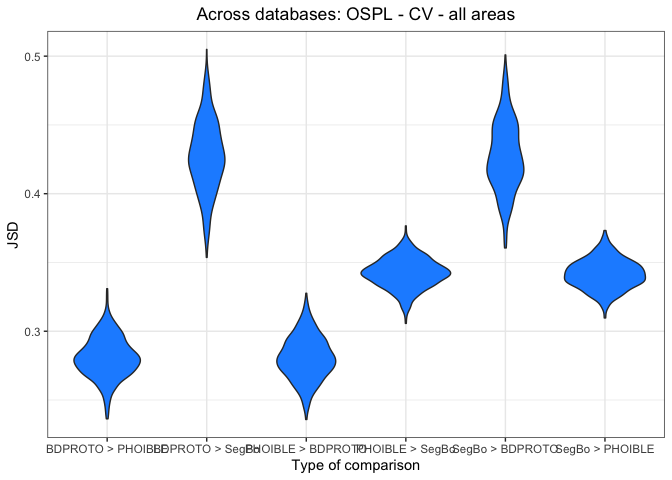 Across databases: OSPL - CV - all areas
0.5
0.4
0.3
JSD
BDPROTO > PHOIBLE BDPROTO > SegBo PHOIBLE > BDPROTO PHOIBLE > SegBo SegBo > BDPROTO SegBo > PHOIBLE
Type of comparison